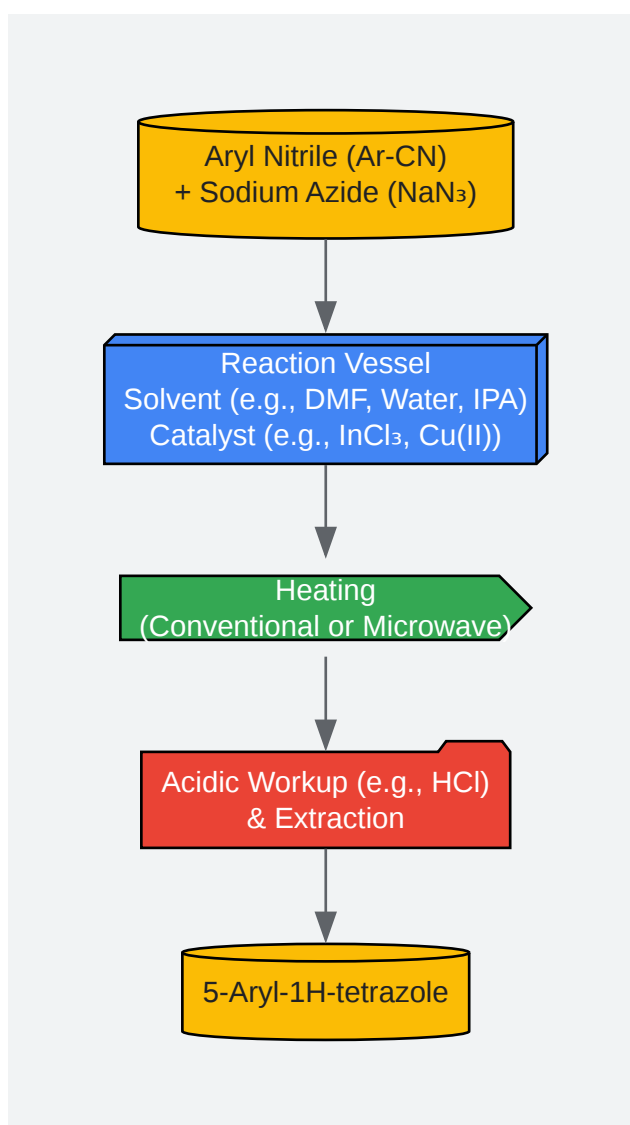 Aryl Nitrile (Ar-CN)
+ Sodium Azide (NaN₃)
Reaction Vessel
Solvent (e.g., DMF, Water, IPA)
Catalyst (e.g., InCl₃, Cu(II))
Heating
(Conventional or Microwave)
Acidic Workup (e.g., HCl)
& Extraction
5-Aryl-1H-tetrazole